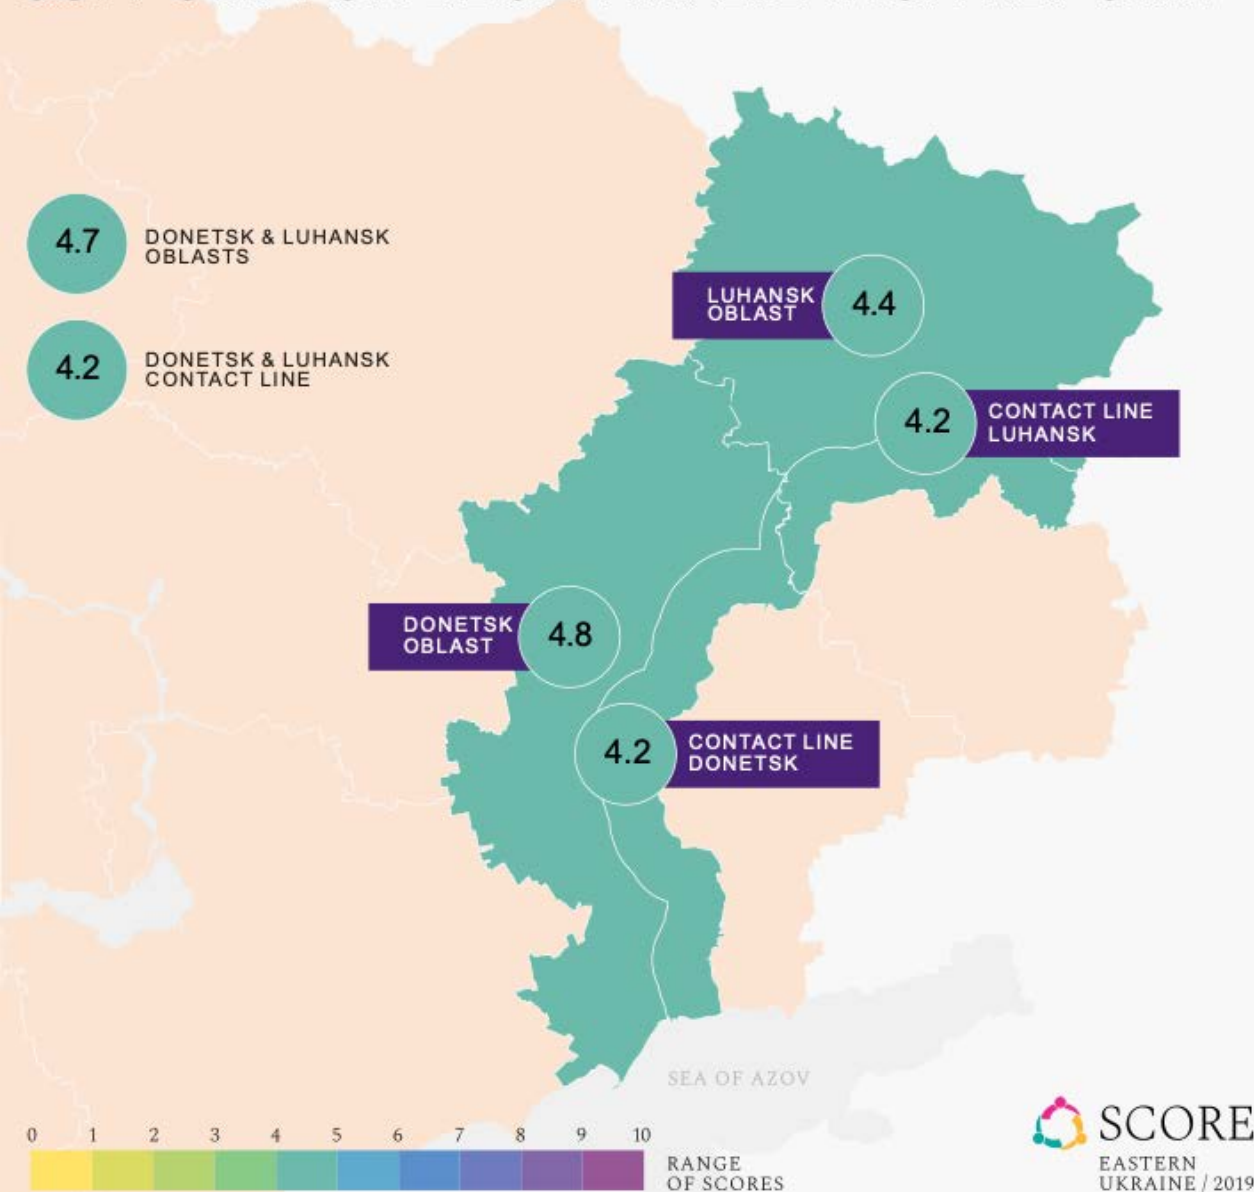 4.7
DONETSK & LUHANSK
OBLASTS
4.2
DONETSK & LUHANSK
CONTACT LINE
LUHANSK
OBLAST
4.4
4.2
CONTACT LINE
LUHANSK
DONETSK
OBLAST
4.8
4.2
CONTACT LINE
DONETSK
SEA OF AZOV
0 1 2 3 4 5 6 7 8 9 10
RANGE
OF SCORES
SCORE
EASTERN
UKRAINE / 2019